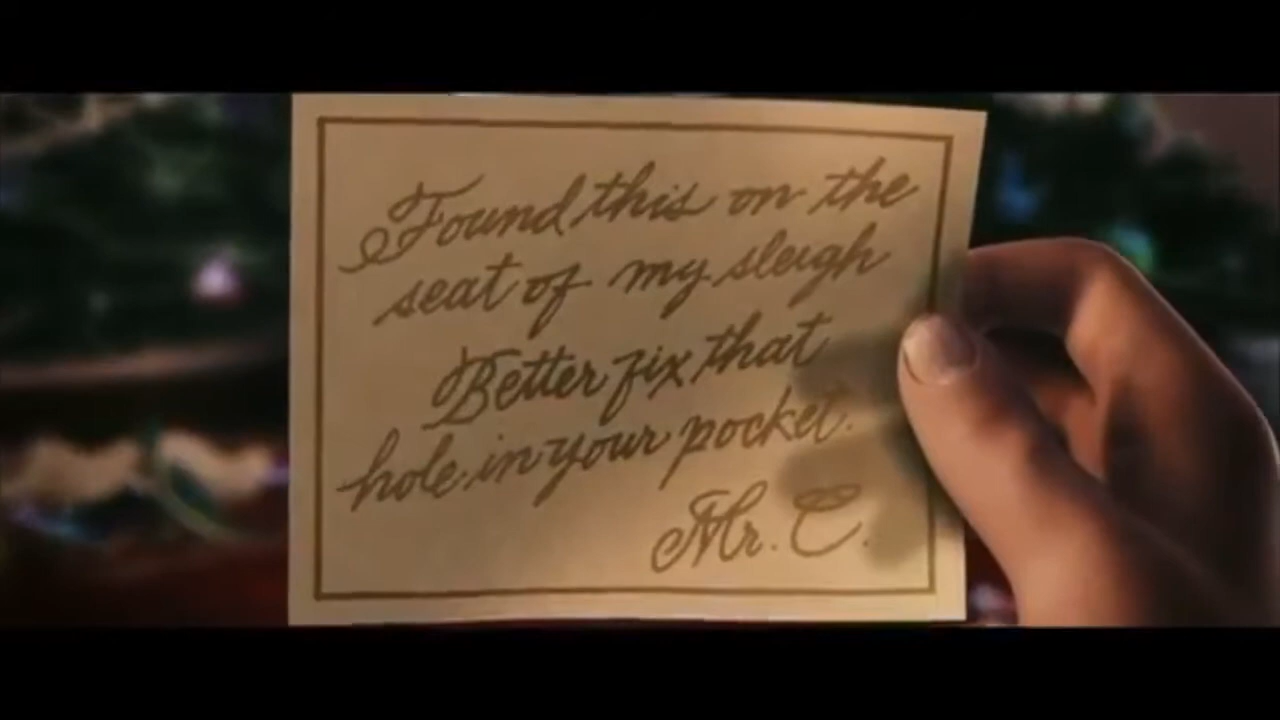 Found this on the
seat of my sleigh
Better fix that
hole in your pocket.
Mr. C.